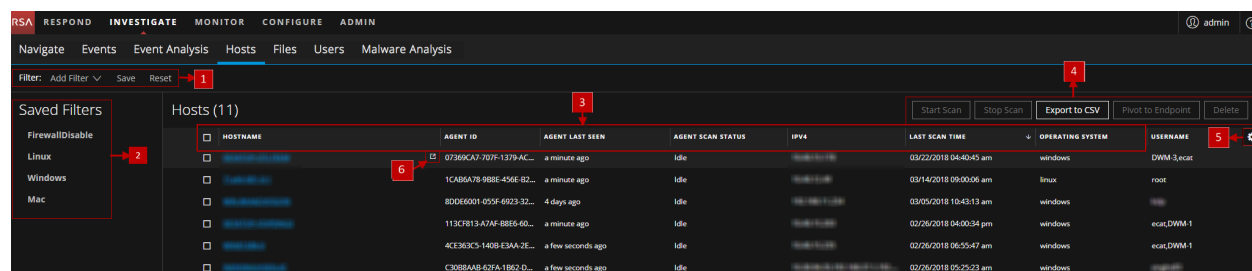 RSA RESPOND INVESTIGATE MONITOR CONFIGURE ADMIN admin
Navigate Events Event Analysis Hosts Files Users Malware Analysis
Filter: Add Filter Save Reset 1 4
Saved Filters Hosts (11) 3 Start Scan Stop Scan Export to CSV Pivot to Endpoint Delete
FirewallDisable HOSTNAME AGENT ID AGENT LAST SEEN AGENT SCAN STATUS IPV4 LAST SCAN TIME OPERATING SYSTEM USERNAME 5
Linux 2 07369CA7-707F-1379-AC... a minute ago Idle 03/22/2018 04:40:45 am windows DWM-3,ecat
6
Windows 1CAB6A78-9B8E-456E-B2... a minute ago Idle 03/14/2018 09:00:06 am linux root
Mac 8DDE6001-055F-6923-32... 4 days ago Idle 03/05/2018 10:43:13 am windows
113CF813-A7AF-B8E6-60... a minute ago Idle 02/26/2018 04:00:34 pm windows ecat,DWM-1
4CE363C5-140B-E3AA-2E... a few seconds ago Idle 02/26/2018 06:55:47 am windows ecat,DWM-1
C30B8AAB-62FA-1B62-D... a few seconds ago Idle 02/26/2018 05:25:23 am windows